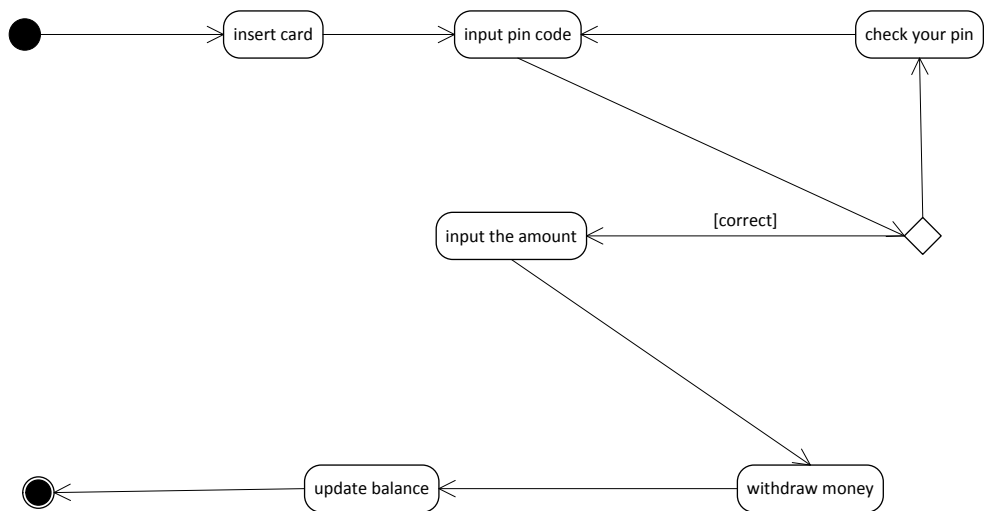 insert card
input pin code
check your pin
[correct]
input the amount
update balance
withdraw money